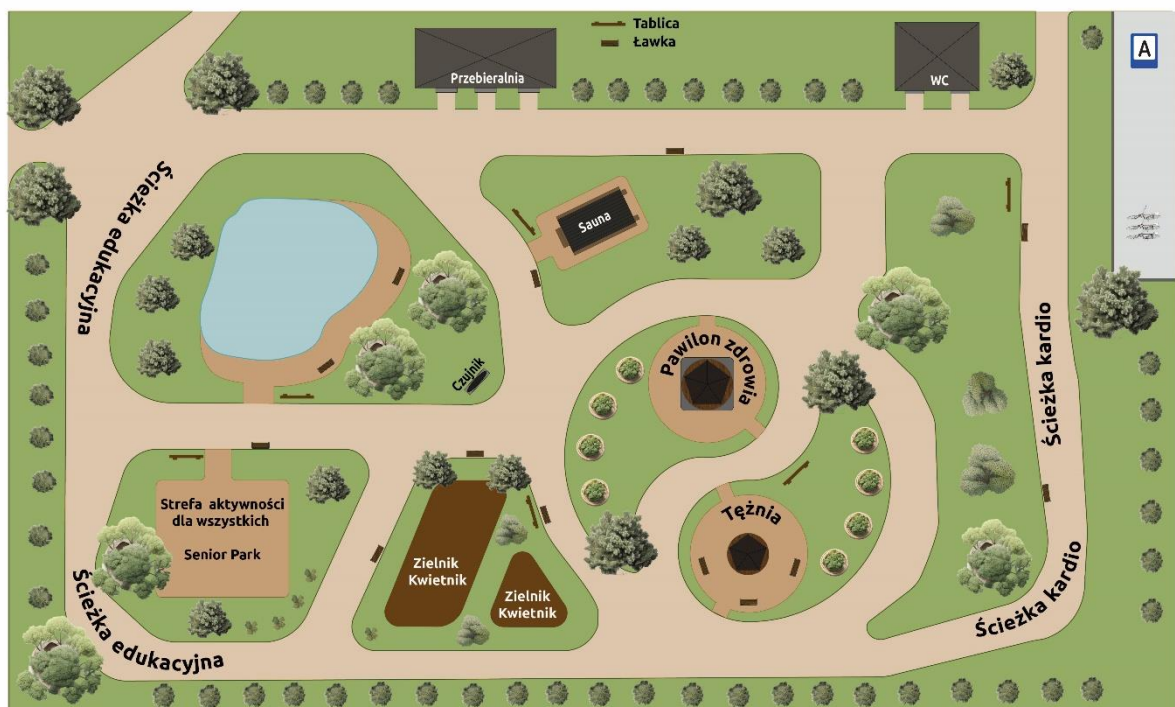 Tablica
Ławka
A
Przebieralnia
WC
Ścieżka edukacyjna
Sauna
Pawilon zdrowia
Czujnik
Ścieżka kardio
Strefa aktywności
dla wszystkich
Senior Park
Tężnia
Zielnik
Kwietnik
Zielnik
Kwietnik
Ścieżka edukacyjna
Ścieżka kardio